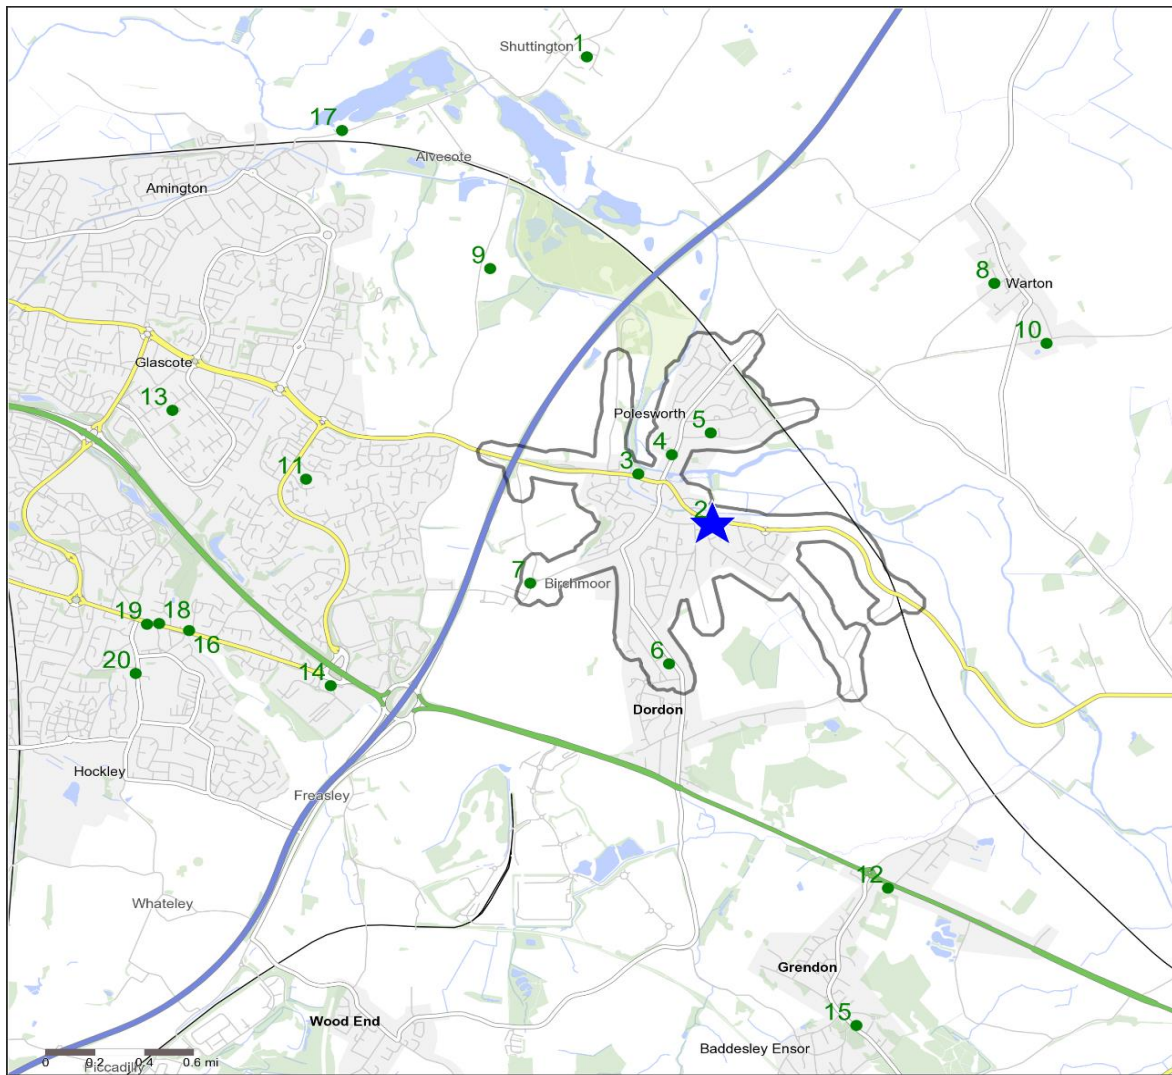 Shuttington
1
17
Alvecote
Amington
9
8
Warton
10
Glascote
13
Polesworth
5
4
3
11
2
7
Birchmoor
19
18
16
6
20
14
Dordon
Hockley
Freasley
12
Whateley
Grendon
Wood End
15
Baddesley Ensor
0 0.2 0.4 0.6 mi
Piccadilly